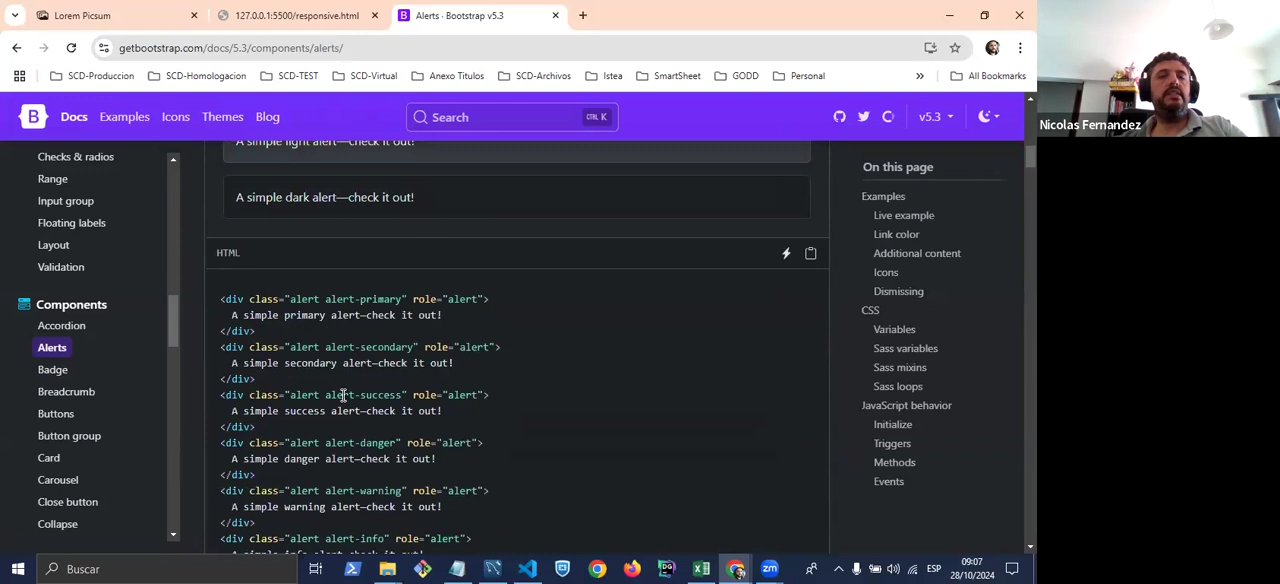 Lorem Picsum
127.0.0.1:5500/responsive.html
Alerts · Bootstrap v5.3
getbootstrap.com/docs/5.3/components/alerts/
SCD-Produccion
SCD-Homologacion
SCD-TEST
SCD-Virtual
Anexo Titulos
SCD-Archivos
Istea
SmartSheet
GODD
Personal
»
All Bookmarks
B
Docs
Examples
Icons
Themes
Blog
Search
CTRL K
v5.3
Nicolas Fernandez
Checks & radios
Range
Input group
Floating labels
Layout
Validation
Components
Accordion
Alerts
Badge
Breadcrumb
Buttons
Button group
Card
Carousel
Close button
Collapse
A simple light alert—check it out!
A simple dark alert—check it out!
HTML
<div class="alert alert-primary" role="alert">
A simple primary alert—check it out!
</div>
<div class="alert alert-secondary" role="alert">
A simple secondary alert—check it out!
</div>
<div class="alert alert-success" role="alert">
A simple success alert—check it out!
</div>
<div class="alert alert-danger" role="alert">
A simple danger alert—check it out!
</div>
<div class="alert alert-warning" role="alert">
A simple warning alert—check it out!
</div>
<div class="alert alert-info" role="alert">
A simple info alert—check it out!
On this page
Examples
Live example
Link color
Additional content
Icons
Dismissing
CSS
Variables
Sass variables
Sass mixins
Sass loops
JavaScript behavior
Initialize
Triggers
Methods
Events
Buscar
ESP
09:07
28/10/2024